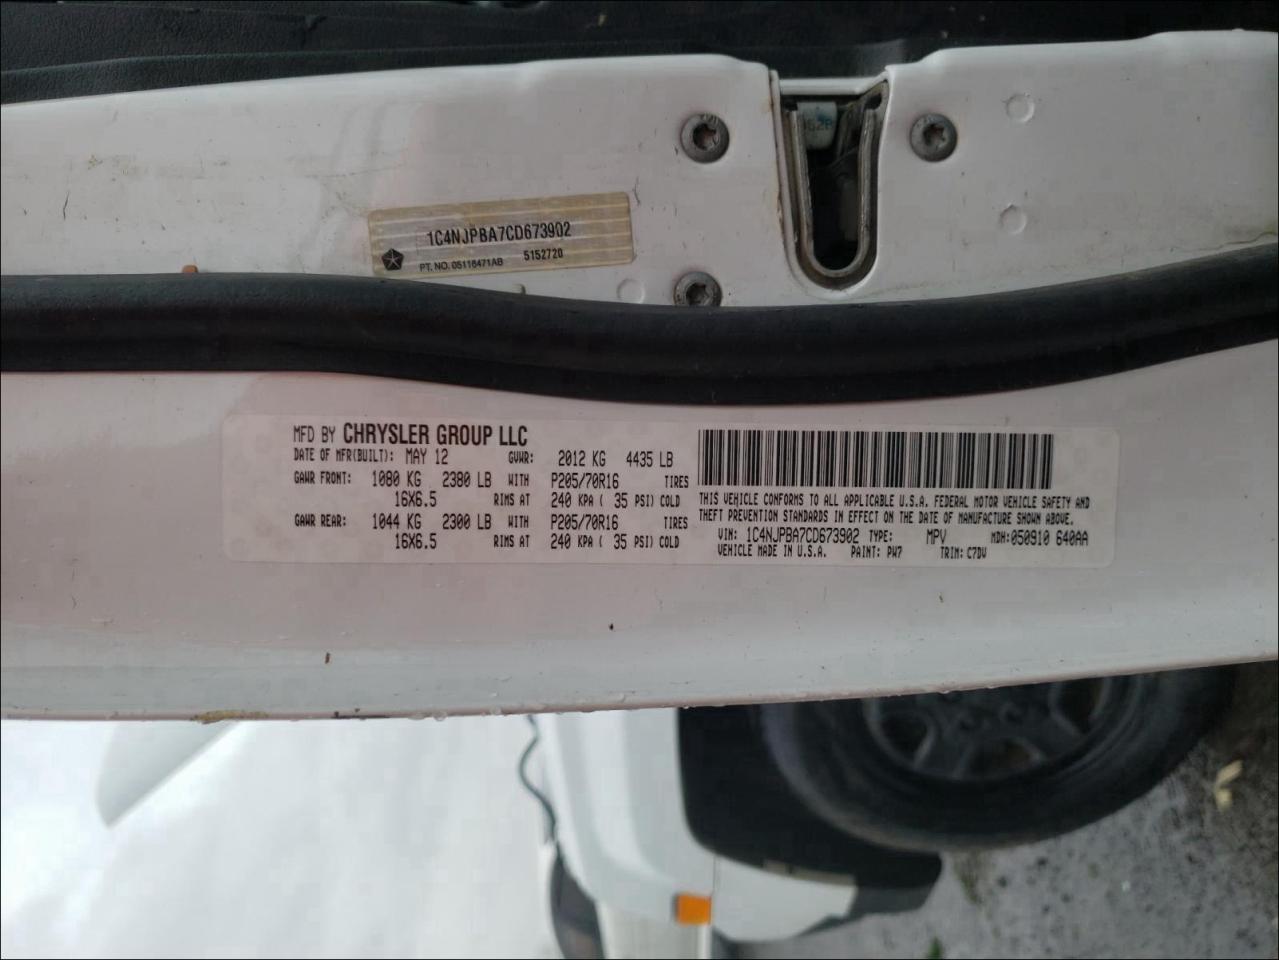 62P
1C4NJPBA7CD673902
PT. NO. 05116471AB 5152720
MFD BY CHRYSLER GROUP LLC
DATE OF MFR(BUILT): MAY 12 GVWR: 2012 KG 4435 LB
GAWR FRONT: 1080 KG 2380 LB WITH P205/70R16 TIRES
16X6.5 RIMS AT 240 KPA ( 35 PSI) COLD
GAWR REAR: 1044 KG 2300 LB WITH P205/70R16 TIRES
16X6.5 RIMS AT 240 KPA ( 35 PSI) COLD
THIS VEHICLE CONFORMS TO ALL APPLICABLE U.S.A. FEDERAL MOTOR VEHICLE SAFETY AND
THEFT PREVENTION STANDARDS IN EFFECT ON THE DATE OF MANUFACTURE SHOWN ABOVE.
VIN: 1C4NJPBA7CD673902 TYPE: MPV MDH:050910 640AA
VEHICLE MADE IN U.S.A. PAINT: PW7 TRIM: C7DV